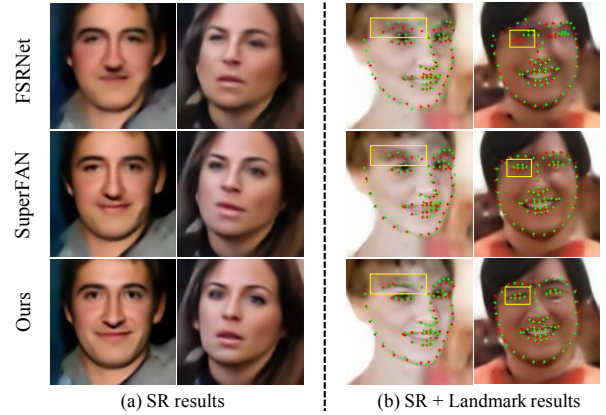 FSRNet
SuperFAN
Ours
(a) SR results
(b) SR + Landmark results